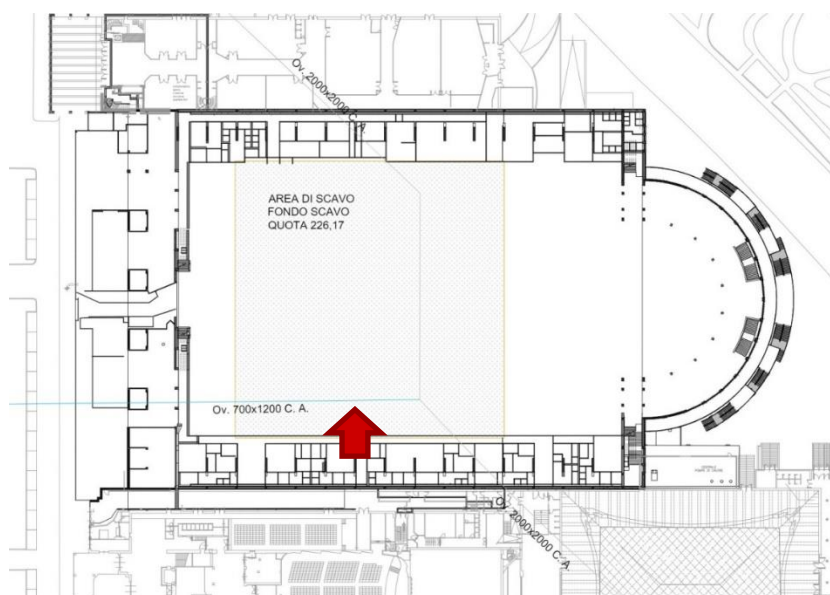 Ov. 2000x2000 C. A.
AREA DI SCAVO
FONDO SCAVO
QUOTA 226,17
Ov. 700x1200 C. A.
Ov. 2000x2000 C. A.